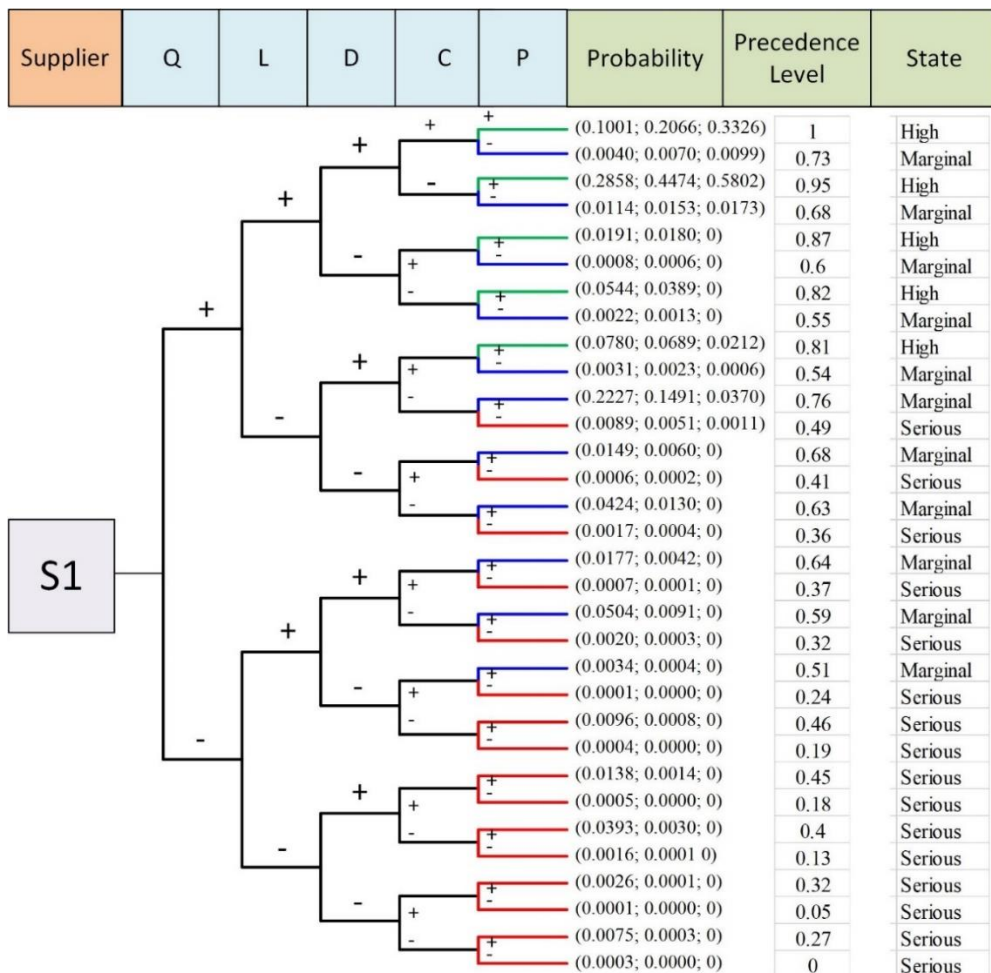 Supplier Q L D C P Probability Precedence Level State
+ + + (0.1001; 0.2066; 0.3326) 1 High
- (0.0040; 0.0070; 0.0099) 0.73 Marginal
+ - + (0.2858; 0.4474; 0.5802) 0.95 High
- (0.0114; 0.0153; 0.0173) 0.68 Marginal
+ (0.0191; 0.0180; 0) 0.87 High
- + - (0.0008; 0.0006; 0) 0.6 Marginal
- + (0.0544; 0.0389; 0) 0.82 High
+ - (0.0022; 0.0013; 0) 0.55 Marginal
+ (0.0780; 0.0689; 0.0212) 0.81 High
+ + - (0.0031; 0.0023; 0.0006) 0.54 Marginal
- + (0.2227; 0.1491; 0.0370) 0.76 Marginal
- - (0.0089; 0.0051; 0.0011) 0.49 Serious
+ (0.0149; 0.0060; 0) 0.68 Marginal
- + - (0.0006; 0.0002; 0) 0.41 Serious
- + (0.0424; 0.0130; 0) 0.63 Marginal
- (0.0017; 0.0004; 0) 0.36 Serious
S1
+ (0.0177; 0.0042; 0) 0.64 Marginal
+ + - (0.0007; 0.0001; 0) 0.37 Serious
- + (0.0504; 0.0091; 0) 0.59 Marginal
+ - (0.0020; 0.0003; 0) 0.32 Serious
+ (0.0034; 0.0004; 0) 0.51 Marginal
- + - (0.0001; 0.0000; 0) 0.24 Serious
- + (0.0096; 0.0008; 0) 0.46 Serious
- - (0.0004; 0.0000; 0) 0.19 Serious
+ (0.0138; 0.0014; 0) 0.45 Serious
+ + - (0.0005; 0.0000; 0) 0.18 Serious
- + (0.0393; 0.0030; 0) 0.4 Serious
- - (0.0016; 0.0001 0) 0.13 Serious
+ (0.0026; 0.0001; 0) 0.32 Serious
- + - (0.0001; 0.0000; 0) 0.05 Serious
- + (0.0075; 0.0003; 0) 0.27 Serious
- (0.0003; 0.0000; 0) 0 Serious